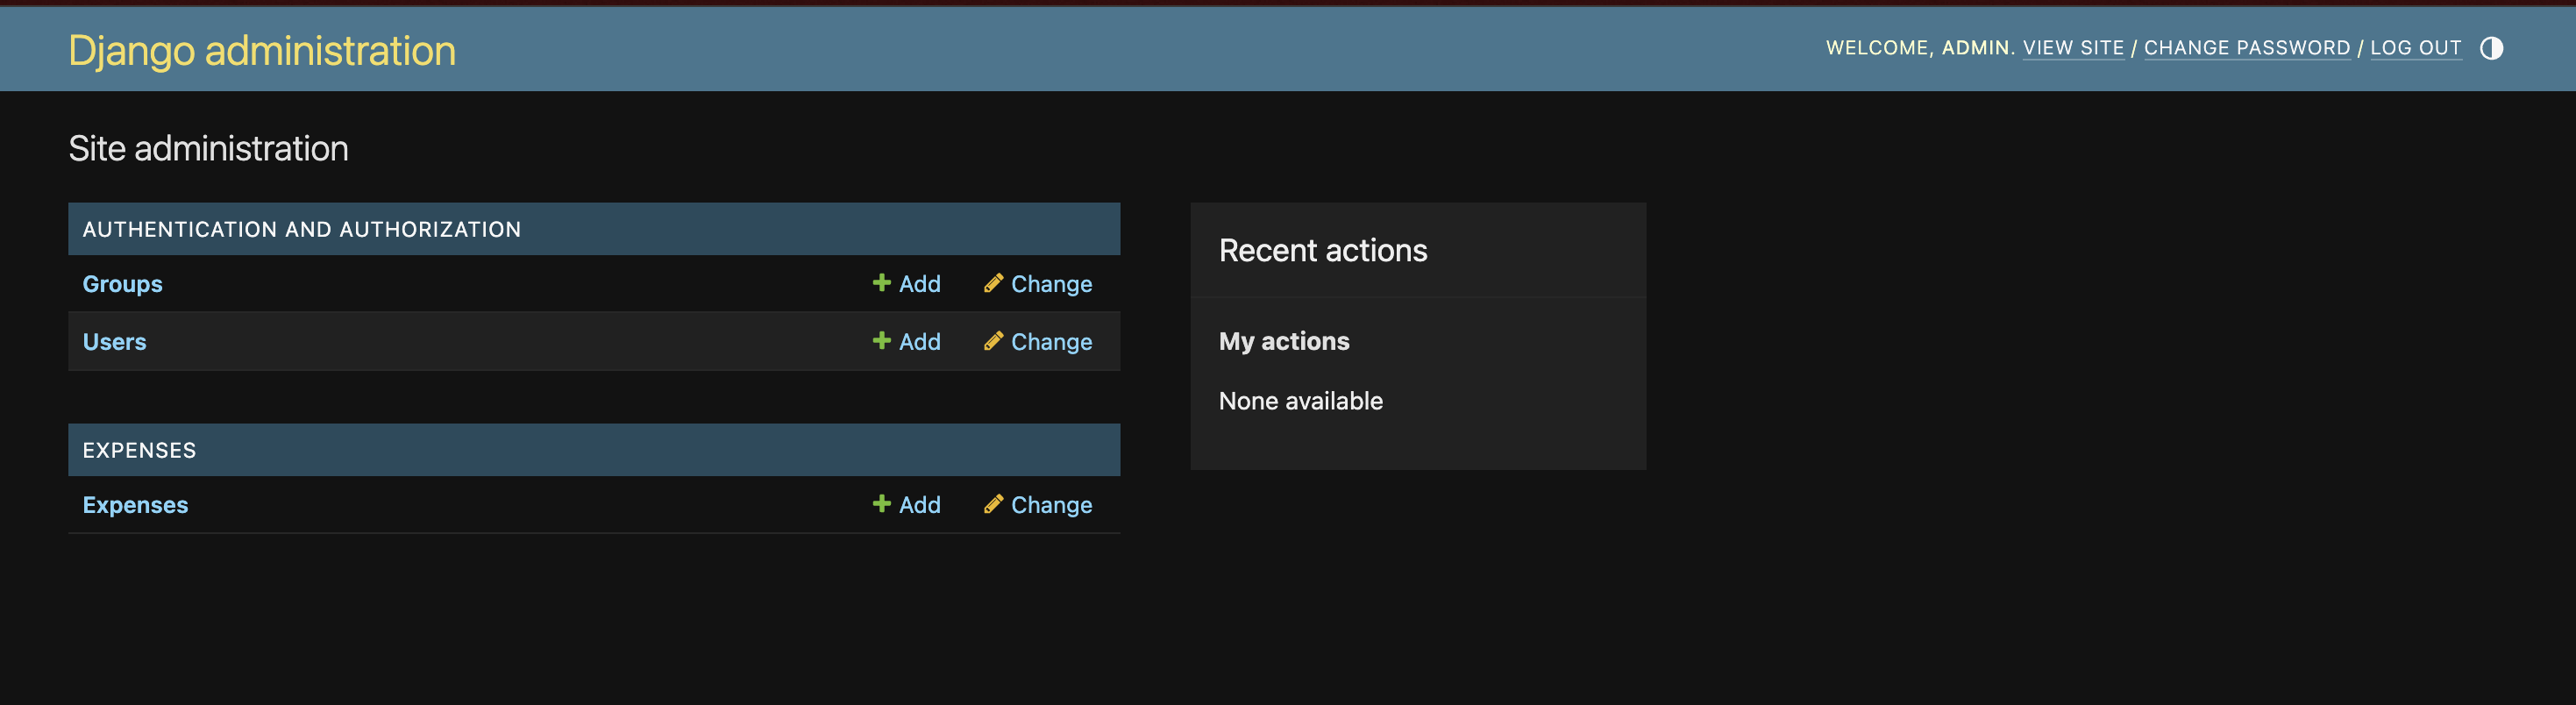 Django administration
WELCOME, ADMIN. VIEW SITE / CHANGE PASSWORD / LOG OUT
Site administration
AUTHENTICATION AND AUTHORIZATION
Groups Add Change
Users Add Change
EXPENSES
Expenses Add Change
Recent actions
My actions
None available